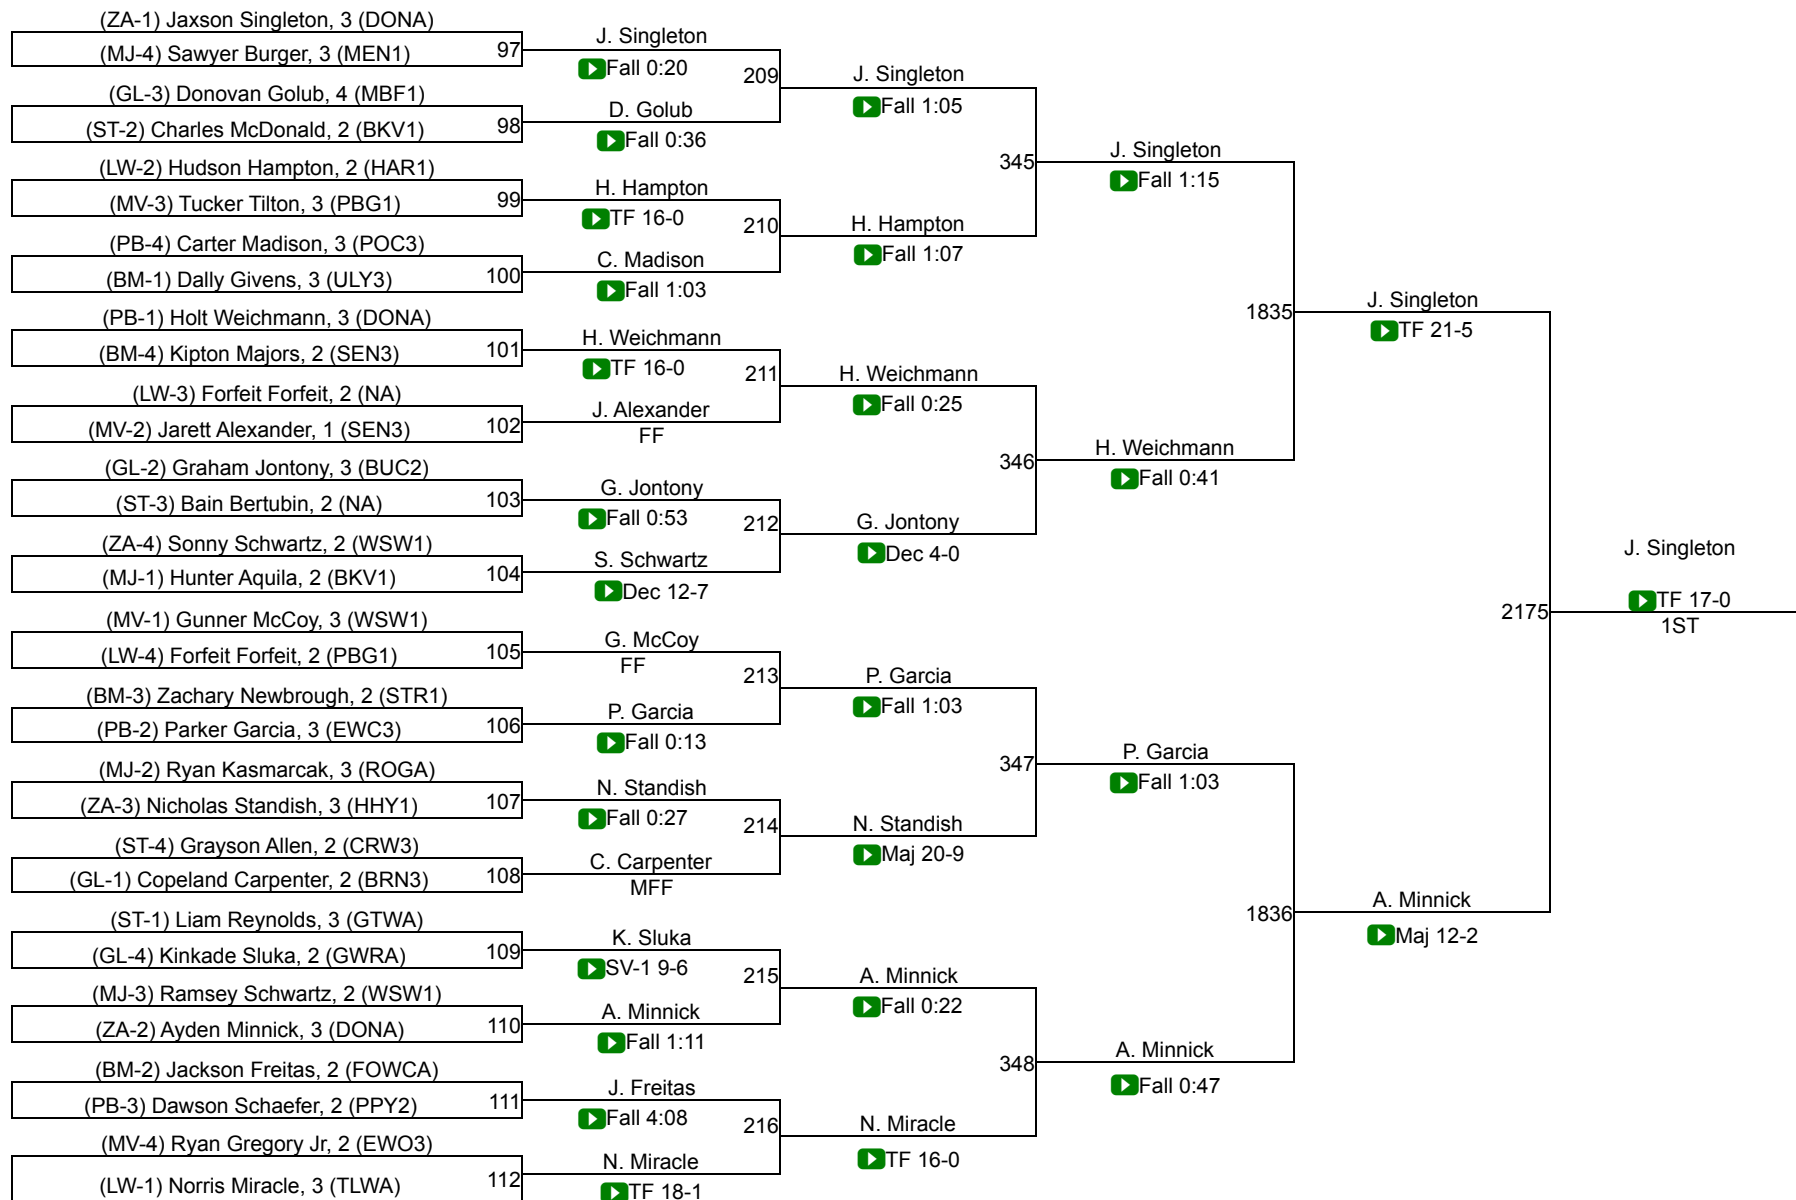 (ZA-1) Jaxson Singleton, 3 (DONA)
(MJ-4) Sawyer Burger, 3 (MEN1)
97
(GL-3) Donovan Golub, 4 (MBF1)
(ST-2) Charles McDonald, 2 (BKV1)
98
(LW-2) Hudson Hampton, 2 (HAR1)
(MV-3) Tucker Tilton, 3 (PBG1)
99
(PB-4) Carter Madison, 3 (POC3)
(BM-1) Dally Givens, 3 (ULY3)
100
(PB-1) Holt Weichmann, 3 (DONA)
(BM-4) Kipton Majors, 2 (SEN3)
101
(LW-3) Forfeit Forfeit, 2 (NA)
(MV-2) Jarett Alexander, 1 (SEN3)
102
(GL-2) Graham Jontony, 3 (BUC2)
(ST-3) Bain Bertubin, 2 (NA)
103
(ZA-4) Sonny Schwartz, 2 (WSW1)
(MJ-1) Hunter Aquila, 2 (BKV1)
104
(MV-1) Gunner McCoy, 3 (WSW1)
(LW-4) Forfeit Forfeit, 2 (PBG1)
105
(BM-3) Zachary Newbrough, 2 (STR1)
(PB-2) Parker Garcia, 3 (EWC3)
106
(MJ-2) Ryan Kasmarcak, 3 (ROGA)
(ZA-3) Nicholas Standish, 3 (HHY1)
107
(ST-4) Grayson Allen, 2 (CRW3)
(GL-1) Copeland Carpenter, 2 (BRN3)
108
(ST-1) Liam Reynolds, 3 (GTWA)
(GL-4) Kinkade Sluka, 2 (GWRA)
109
(MJ-3) Ramsey Schwartz, 2 (WSW1)
(ZA-2) Ayden Minnick, 3 (DONA)
110
(BM-2) Jackson Freitas, 2 (FOWCA)
(PB-3) Dawson Schaefer, 2 (PPY2)
111
(MV-4) Ryan Gregory Jr, 2 (EWO3)
(LW-1) Norris Miracle, 3 (TLWA)
112
J. Singleton
Fall 0:20
209
D. Golub
Fall 0:36
H. Hampton
TF 16-0
210
C. Madison
Fall 1:03
H. Weichmann
TF 16-0
211
J. Alexander
FF
G. Jontony
Fall 0:53
212
S. Schwartz
Dec 12-7
G. McCoy
FF
213
P. Garcia
Fall 0:13
N. Standish
Fall 0:27
214
C. Carpenter
MFF
K. Sluka
SV-1 9-6
215
A. Minnick
Fall 1:11
J. Freitas
Fall 4:08
216
N. Miracle
TF 18-1
J. Singleton
Fall 1:05
345
H. Hampton
Fall 1:07
H. Weichmann
Fall 0:25
346
G. Jontony
Dec 4-0
P. Garcia
Fall 1:03
347
N. Standish
Maj 20-9
A. Minnick
Fall 0:22
348
N. Miracle
TF 16-0
J. Singleton
Fall 1:15
1835
H. Weichmann
Fall 0:41
P. Garcia
Fall 1:03
1836
A. Minnick
Fall 0:47
J. Singleton
TF 21-5
2175
A. Minnick
Maj 12-2
J. Singleton
TF 17-0
1ST